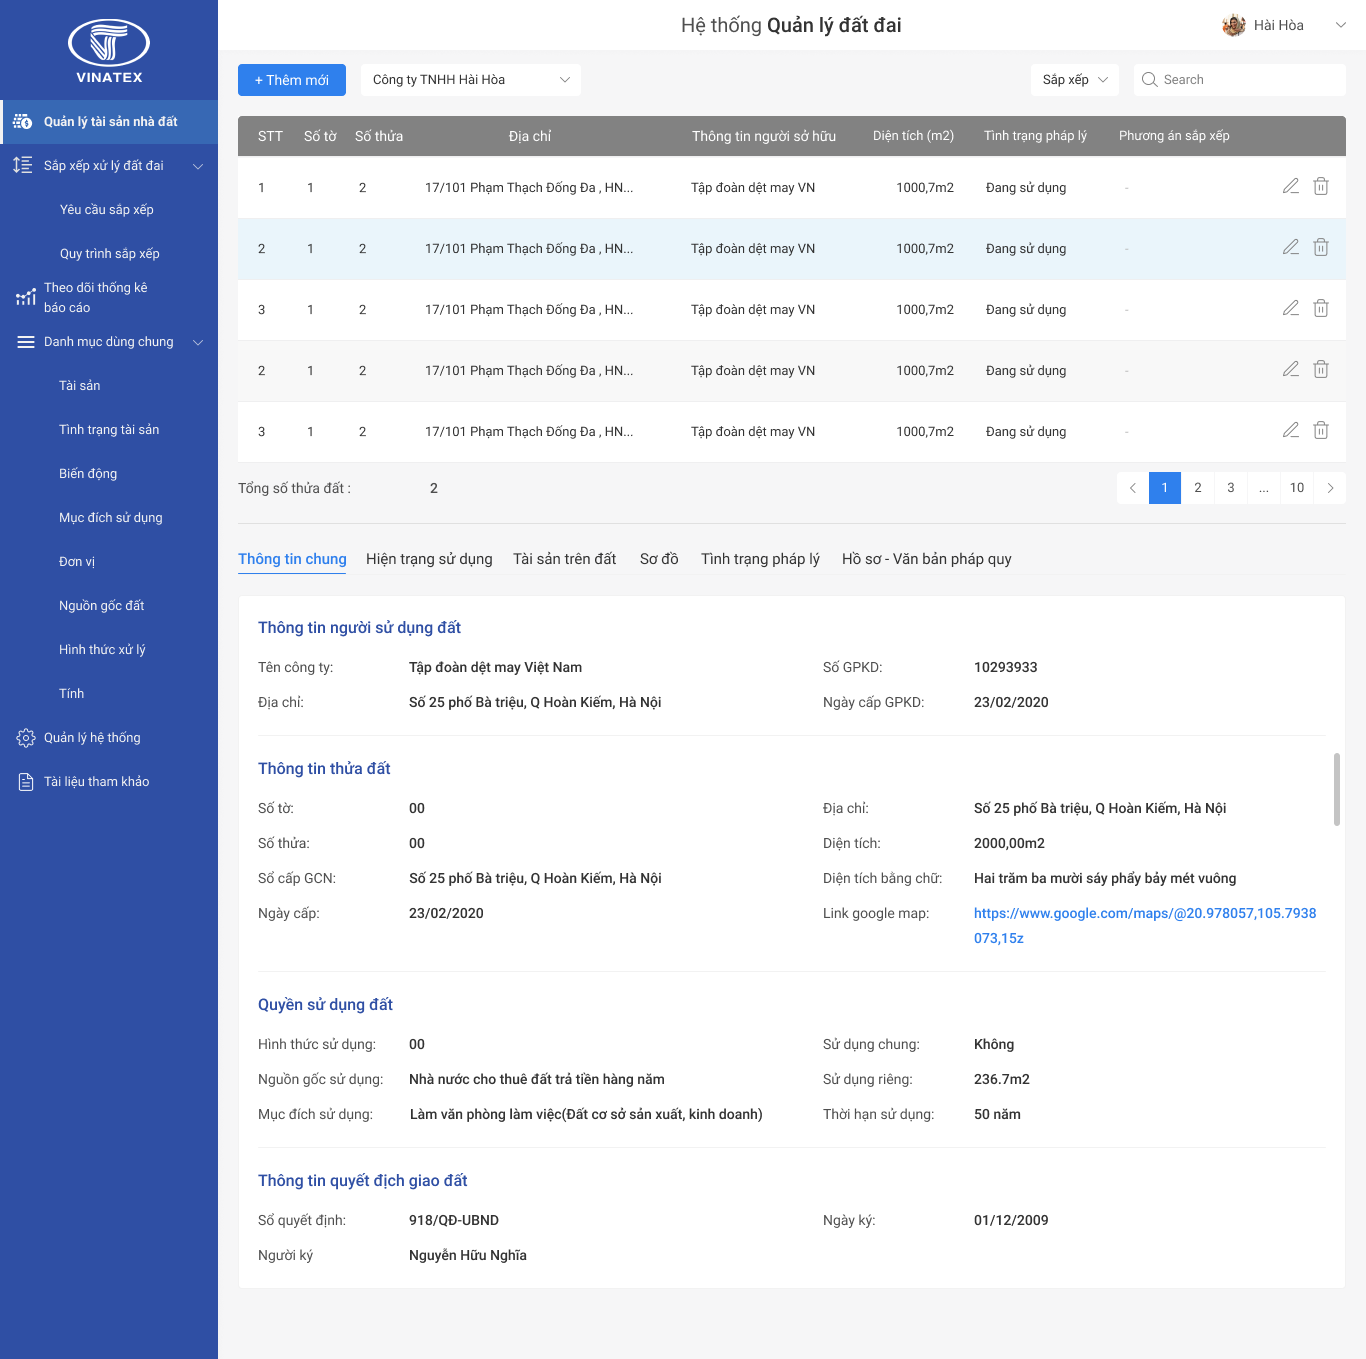 VINATEX
Quản lý tài sản nhà đất
Sắp xếp xử lý đất đai
Yêu cầu sắp xếp
Quy trình sắp xếp
Theo dõi thống kê
báo cáo
Danh mục dùng chung
Tài sản
Tình trạng tài sản
Biến động
Mục đích sử dụng
Đơn vị
Nguồn gốc đất
Hình thức xử lý
Tính
Quản lý hệ thống
Tài liệu tham khảo
Hệ thống Quản lý đất đai
Hài Hòa
+ Thêm mới
Công ty TNHH Hài Hòa
Sắp xếp
Search
STT Số tờ Số thửa Địa chỉ Thông tin người sở hữu Diện tích (m2) Tình trạng pháp lý Phương án sắp xếp
1 1 2 17/101 Phạm Thạch Đống Đa , HN... Tập đoàn dệt may VN 1000,7m2 Đang sử dụng -
2 1 2 17/101 Phạm Thạch Đống Đa , HN... Tập đoàn dệt may VN 1000,7m2 Đang sử dụng -
3 1 2 17/101 Phạm Thạch Đống Đa , HN... Tập đoàn dệt may VN 1000,7m2 Đang sử dụng -
2 1 2 17/101 Phạm Thạch Đống Đa , HN... Tập đoàn dệt may VN 1000,7m2 Đang sử dụng -
3 1 2 17/101 Phạm Thạch Đống Đa , HN... Tập đoàn dệt may VN 1000,7m2 Đang sử dụng -
Tổng số thửa đất : 2
1 2 3 ... 10
Thông tin chung Hiện trạng sử dụng Tài sản trên đất Sơ đồ Tình trạng pháp lý Hồ sơ - Văn bản pháp quy
Thông tin người sử dụng đất
Tên công ty: Tập đoàn dệt may Việt Nam Số GPKD: 10293933
Địa chỉ: Số 25 phố Bà triệu, Q Hoàn Kiếm, Hà Nội Ngày cấp GPKD: 23/02/2020
Thông tin thửa đất
Số tờ: 00 Địa chỉ: Số 25 phố Bà triệu, Q Hoàn Kiếm, Hà Nội
Số thửa: 00 Diện tích: 2000,00m2
Số cấp GCN: Số 25 phố Bà triệu, Q Hoàn Kiếm, Hà Nội Diện tích bằng chữ: Hai trăm ba mười sáy phẩy bảy mét vuông
Ngày cấp: 23/02/2020 Link google map: https://www.google.com/maps/@20.978057,105.7938
073,15z
Quyền sử dụng đất
Hình thức sử dụng: 00 Sử dụng chung: Không
Nguồn gốc sử dụng: Nhà nước cho thuê đất trả tiền hàng năm Sử dụng riêng: 236.7m2
Mục đích sử dụng: Làm văn phòng làm việc(Đất cơ sở sản xuất, kinh doanh) Thời hạn sử dụng: 50 năm
Thông tin quyết địch giao đất
Số quyết định: 918/QĐ-UBND Ngày ký: 01/12/2009
Người ký Nguyễn Hữu Nghĩa